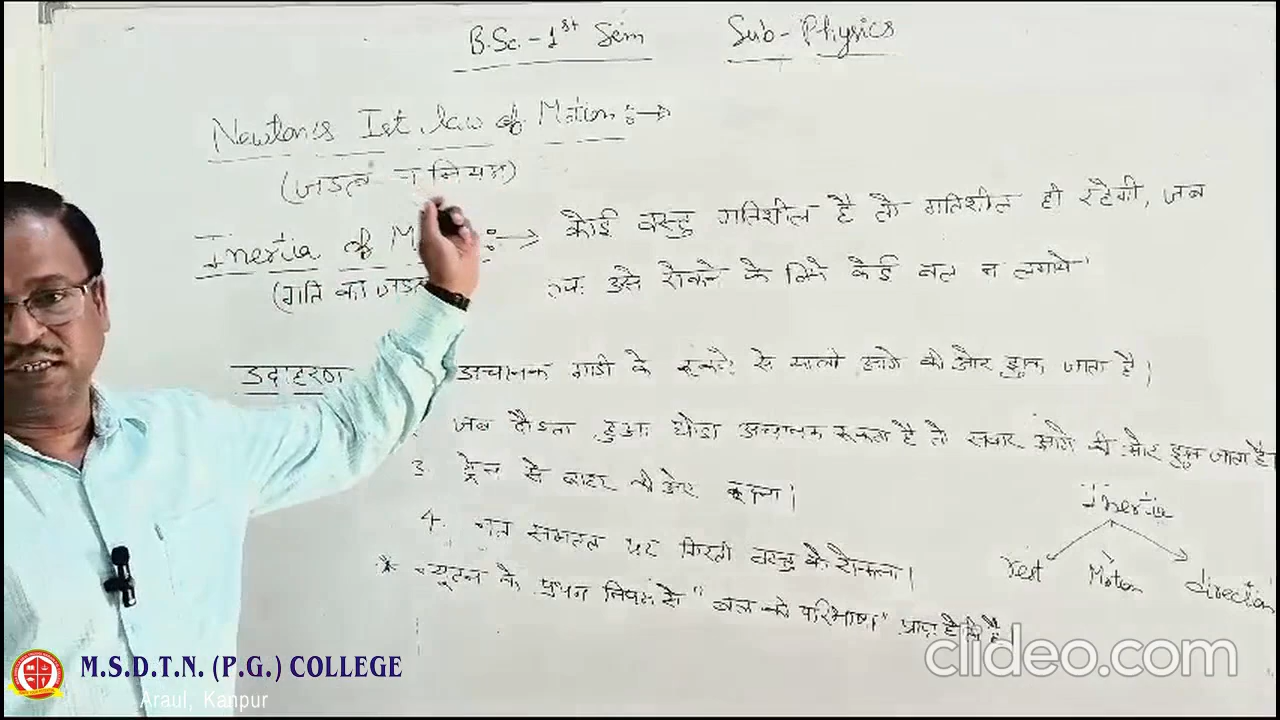 B.Sc.-1st Sem Sub-Physics
Newton's Ist law of Motion :→
(जडत्व का नियम)
Inertia of M :→ कोई वस्तु गतिशील है तो गतिशील ही रहेगी, जब
(गति का जडत
तक उसे रोकने के लिये कोई बल न लगाये
उदाहरण अचानक गाडी के रूकने से यात्री आगे की ओर झुक जाता है।
जब दौडता हुआ घोडा अचानक रूकता है तो सवार आगे की ओर झुक जाता है।
3. ट्रेन से बाहर की ओर कूदना।
4. समतल पर गिरती वस्तु को रोकना।
* न्यूटन के प्रथम नियम से "बल की परिभाषा" प्राप्त होती है
Inertia
rest Motion direction
M.S.D.T.N. (P.G.) COLLEGE
Araul, Kanpur
clideo.com